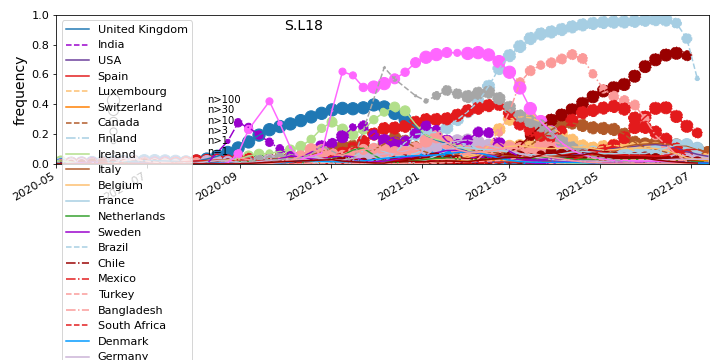 S.L18
frequency
1.0
0.8
0.6
0.4
0.2
0.0
United Kingdom
India
USA
Spain
Luxembourg
Switzerland
Canada
Finland
Ireland
Italy
Belgium
France
Netherlands
Sweden
Brazil
Chile
Mexico
Turkey
Bangladesh
South Africa
Denmark
Germany
n>100
n>30
n>10
n>3
n>1
n=1
2020-05
2020-07
2020-09
2020-11
2021-01
2021-03
2021-05
2021-07